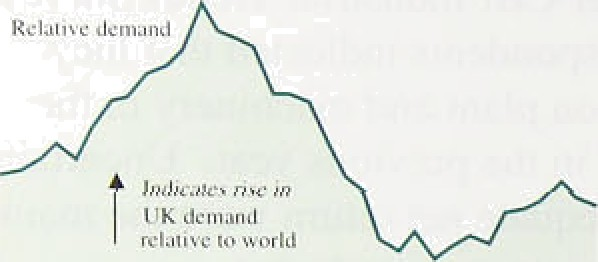 Relative demand
Indicates rise in
UK demand
relative to world